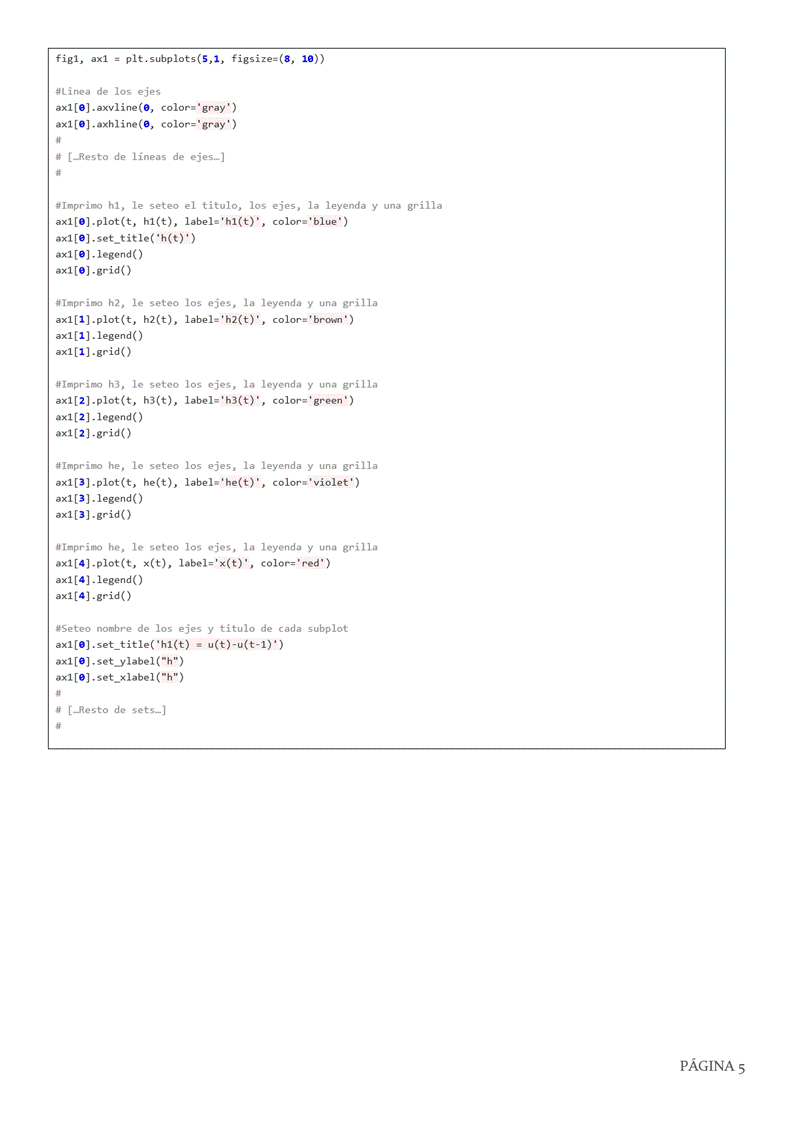 fig1, ax1 = plt.subplots(5,1, figsize=(8, 10))
#Linea de los ejes
ax1[0].axvline(0, color='gray')
ax1[0].axhline(0, color='gray')
#
# […Resto de líneas de ejes…]
#
#Imprimo h1, le seteo el titulo, los ejes, la leyenda y una grilla
ax1[0].plot(t, h1(t), label='h1(t)', color='blue')
ax1[0].set_title('h(t)')
ax1[0].legend()
ax1[0].grid()
#Imprimo h2, le seteo los ejes, la leyenda y una grilla
ax1[1].plot(t, h2(t), label='h2(t)', color='brown')
ax1[1].legend()
ax1[1].grid()
#Imprimo h3, le seteo los ejes, la leyenda y una grilla
ax1[2].plot(t, h3(t), label='h3(t)', color='green')
ax1[2].legend()
ax1[2].grid()
#Imprimo he, le seteo los ejes, la leyenda y una grilla
ax1[3].plot(t, he(t), label='he(t)', color='violet')
ax1[3].legend()
ax1[3].grid()
#Imprimo he, le seteo los ejes, la leyenda y una grilla
ax1[4].plot(t, x(t), label='x(t)', color='red')
ax1[4].legend()
ax1[4].grid()
#Seteo nombre de los ejes y titulo de cada subplot
ax1[0].set_title('h1(t) = u(t)-u(t-1)')
ax1[0].set_ylabel("h")
ax1[0].set_xlabel("h")
#
# […Resto de sets…]
#
PÁGINA 5